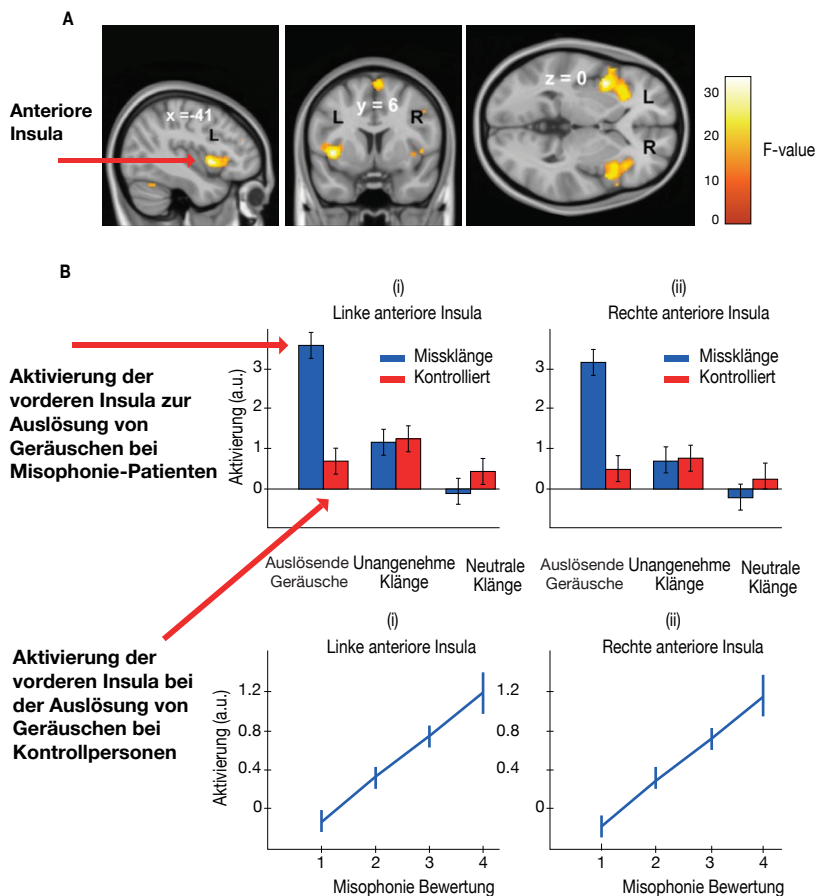 A
Anteriore
Insula
x =-41
L
y = 6
L
R
z = 0
L
R
30
20
10
0
F-value
B
(i)
Linke anteriore Insula
Missklänge
Kontrolliert
Aktivierung (a.u.)
3
2
1
0
(ii)
Rechte anteriore Insula
Missklänge
Kontrolliert
3
2
1
0
Aktivierung der
vorderen Insula zur
Auslösung von
Geräuschen bei
Misophonie-Patienten
Auslösende
Geräusche
Unangenehme
Klänge
Neutrale
Klänge
Auslösende
Geräusche
Unangenehme
Klänge
Neutrale
Klänge
Aktivierung der
vorderen Insula bei
der Auslösung von
Geräuschen bei
Kontrollpersonen
(i)
Linke anteriore Insula
Aktivierung (a.u.)
1.2
0.8
0.4
0
1 2 3 4
Misophonie Bewertung
(ii)
Rechte anteriore Insula
1.2
0.8
0.4
0
1 2 3 4
Misophonie Bewertung